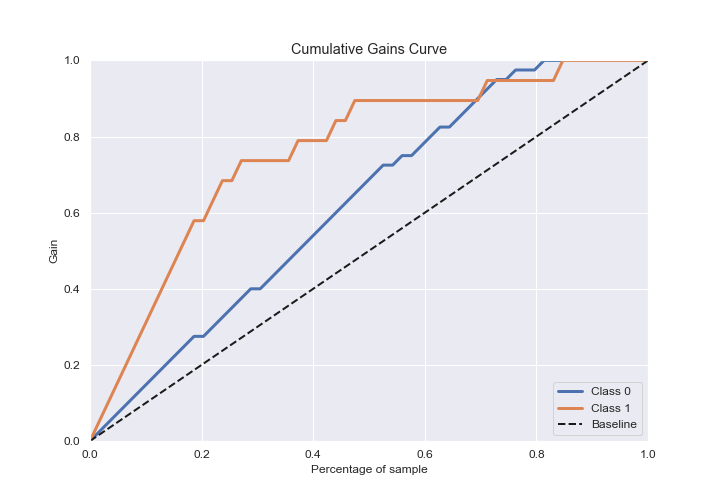 Cumulative Gains Curve
1.0
0.8
0.6
0.4
0.2
0.0
Gain
0.0 0.2 0.4 0.6 0.8 1.0
Percentage of sample
Class 0
Class 1
Baseline